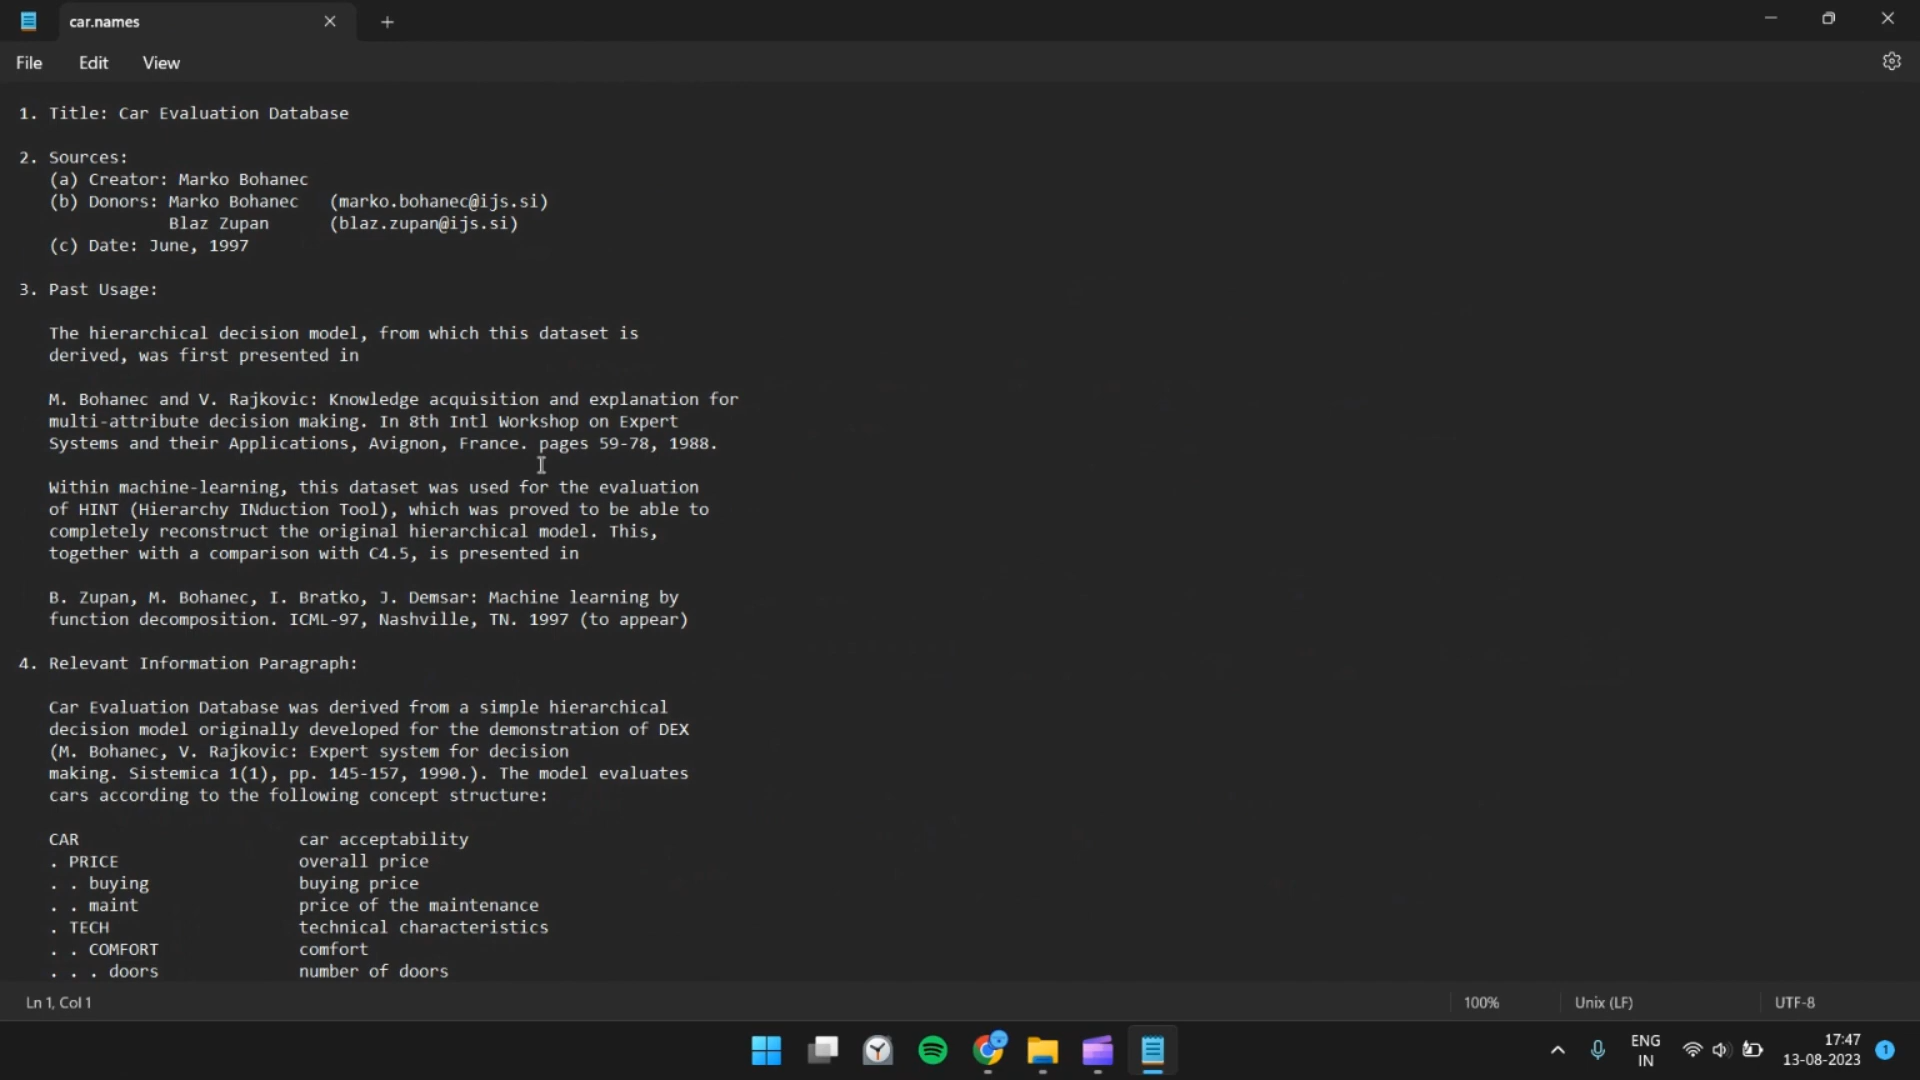 car.names
File Edit View
1. Title: Car Evaluation Database
2. Sources:
(a) Creator: Marko Bohanec
(b) Donors: Marko Bohanec (marko.bohanec@ijs.si)
Blaz Zupan (blaz.zupan@ijs.si)
(c) Date: June, 1997
3. Past Usage:
The hierarchical decision model, from which this dataset is
derived, was first presented in
M. Bohanec and V. Rajkovic: Knowledge acquisition and explanation for
multi-attribute decision making. In 8th Intl Workshop on Expert
Systems and their Applications, Avignon, France. pages 59-78, 1988.
Within machine-learning, this dataset was used for the evaluation
of HINT (Hierarchy INduction Tool), which was proved to be able to
completely reconstruct the original hierarchical model. This,
together with a comparison with C4.5, is presented in
B. Zupan, M. Bohanec, I. Bratko, J. Demsar: Machine learning by
function decomposition. ICML-97, Nashville, TN. 1997 (to appear)
4. Relevant Information Paragraph:
Car Evaluation Database was derived from a simple hierarchical
decision model originally developed for the demonstration of DEX
(M. Bohanec, V. Rajkovic: Expert system for decision
making. Sistemica 1(1), pp. 145-157, 1990.). The model evaluates
cars according to the following concept structure:
CAR car acceptability
. PRICE overall price
. . buying buying price
. . maint price of the maintenance
. TECH technical characteristics
. . COMFORT comfort
. . . doors number of doors
Ln 1, Col 1 100% Unix (LF) UTF-8
ENG 17:47
IN 13-08-2023 1